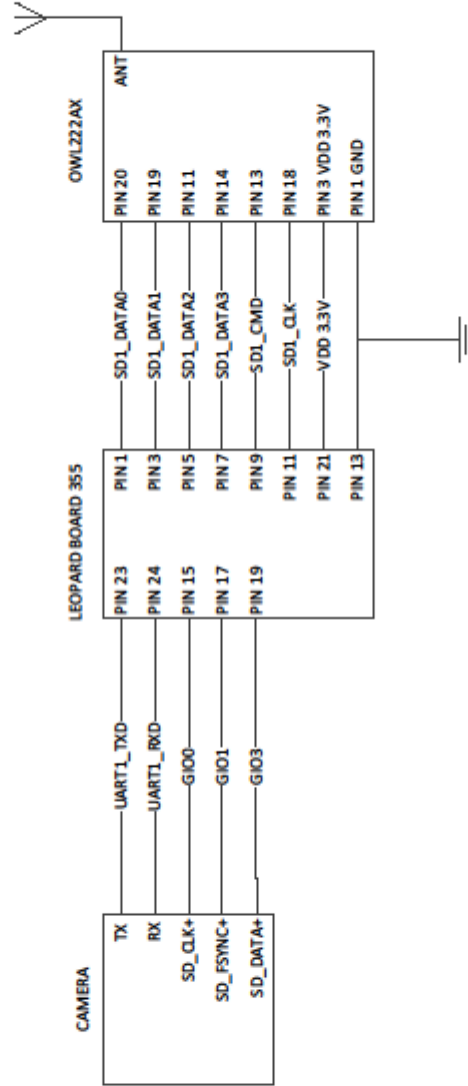 CAMERA
TX
RX
SD_CLK+
SD_FSYNC+
SD_DATA+
UART1_TXD
UART1_RXD
GIO0
GIO1
GIO3
LEOPARD BOARD 355
PIN 23
PIN 24
PIN 15
PIN 17
PIN 19
PIN 1
PIN 3
PIN 5
PIN 7
PIN 9
PIN 11
PIN 21
PIN 13
SD1_DATA0
SD1_DATA1
SD1_DATA2
SD1_DATA3
SD1_CMD
SD1_CLK
VDD 3.3V
OWL222AX
PIN 20
PIN 19
PIN 11
PIN 14
PIN 13
PIN 18
PIN 3 VDD 3.3V
PIN 1 GND
ANT